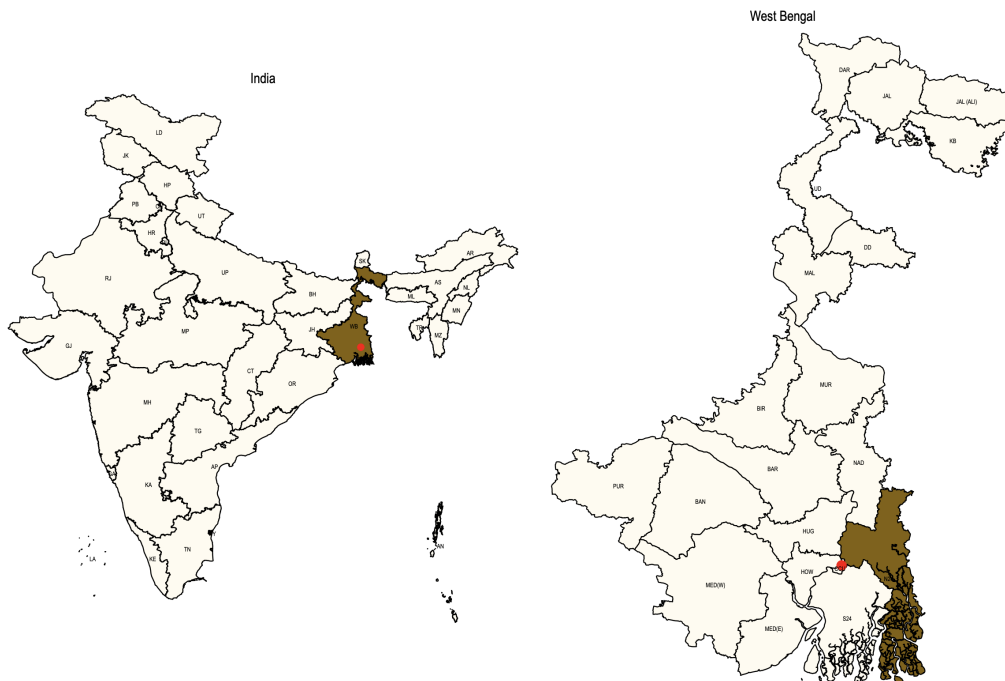 West Bengal
India
LD
JK
HP
PB
UT
HR
RJ
UP
SK
AR
AS
NL
BH
ML
MN
TR
MZ
MP
JH
WB
GJ
CT
OR
MH
TG
AP
KA
TN
KE
LA
AN
DAR
JAL
JAL (ALI)
KB
UD
DD
MAL
MUR
BIR
NAD
BAR
PUR
BAN
HUG
HOW
MED(W)
MED(E)
S24